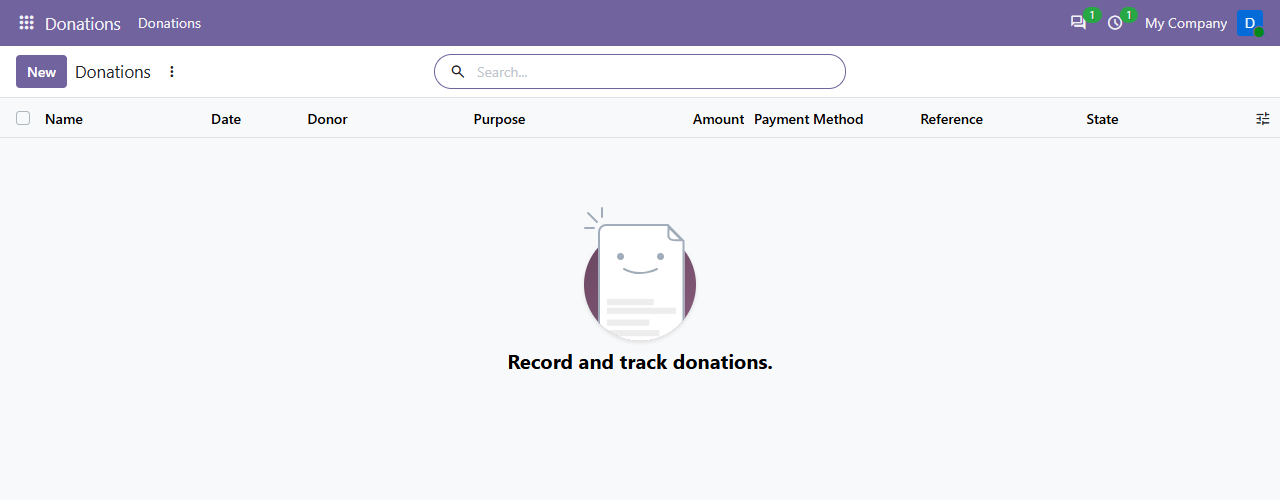 Donations Donations 1 1 My Company D
New Donations Search...
Name Date Donor Purpose Amount Payment Method Reference State
Record and track donations.